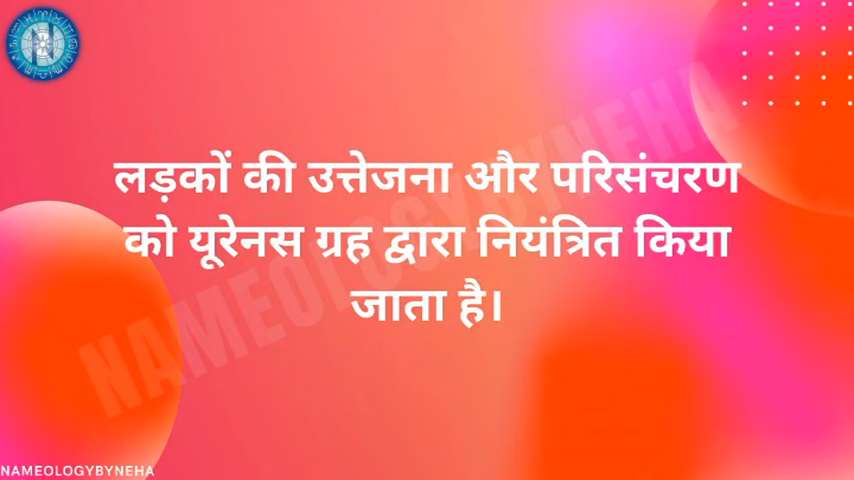 लड़कों की उत्तेजना और परिसंचरण
को यूरेनस ग्रह द्वारा नियंत्रित किया
जाता है।
NAMEOLOGYBYNEHA
NAMEOLOGYBYNEHA